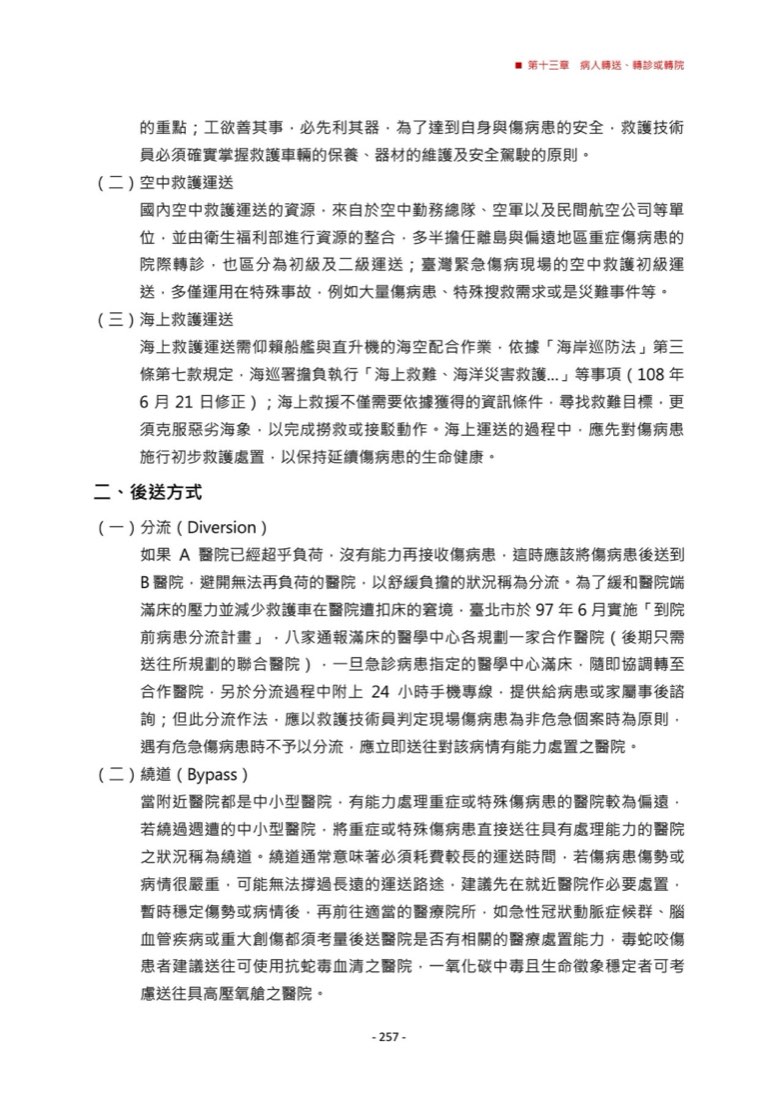 ■ 第十三章　病人轉送、轉診或轉院
的重點；工欲善其事，必先利其器，為了達到自身與傷病患的安全，救護技術
員必須確實掌握救護車輛的保養、器材的維護及安全駕駛的原則。
（二）空中救護運送
國內空中救護運送的資源，來自於空中勤務總隊、空軍以及民間航空公司等單
位，並由衛生福利部進行資源的整合，多半擔任離島與偏遠地區重症傷病患的
院際轉診，也區分為初級及二級運送；臺灣緊急傷病現場的空中救護初級運
送，多僅運用在特殊事故，例如大量傷病患、特殊搜救需求或是災難事件等。
（三）海上救護運送
海上救護運送需仰賴船艦與直升機的海空配合作業，依據「海岸巡防法」第三
條第七款規定，海巡署擔負執行「海上救難、海洋災害救護...」等事項（108 年
6 月 21 日修正）；海上救援不僅需要依據獲得的資訊條件，尋找救難目標，更
須克服惡劣海象，以完成撈救或接駁動作。海上運送的過程中，應先對傷病患
施行初步救護處置，以保持延續傷病患的生命健康。
二、後送方式
（一）分流（Diversion）
如果 A 醫院已經超乎負荷，沒有能力再接收傷病患，這時應該將傷病患後送到
B 醫院，避開無法再負荷的醫院，以舒緩負擔的狀況稱為分流。為了緩和醫院端
滿床的壓力並減少救護車在醫院遭扣床的窘境，臺北市於 97 年 6 月實施「到院
前病患分流計畫」，八家通報滿床的醫學中心各規劃一家合作醫院（後期只需
送往所規劃的聯合醫院），一旦急診病患指定的醫學中心滿床，隨即協調轉至
合作醫院，另於分流過程中附上 24 小時手機專線，提供給病患或家屬事後諮
詢；但此分流作法，應以救護技術員判定現場傷病患為非危急個案時為原則，
遇有危急傷病患時不予以分流，應立即送往對該病情有能力處置之醫院。
（二）繞道（Bypass）
當附近醫院都是中小型醫院，有能力處理重症或特殊傷病患的醫院較為偏遠，
若繞過週遭的中小型醫院，將重症或特殊傷病患直接送往具有處理能力的醫院
之狀況稱為繞道。繞道通常意味著必須耗費較長的運送時間，若傷病患傷勢或
病情很嚴重，可能無法撐過長遠的運送路途，建議先在就近醫院作必要處置，
暫時穩定傷勢或病情後，再前往適當的醫療院所，如急性冠狀動脈症候群、腦
血管疾病或重大創傷都須考量後送醫院是否有相關的醫療處置能力，毒蛇咬傷
患者建議送往可使用抗蛇毒血清之醫院，一氧化碳中毒且生命徵象穩定者可考
慮送往具高壓氧艙之醫院。
- 257 -